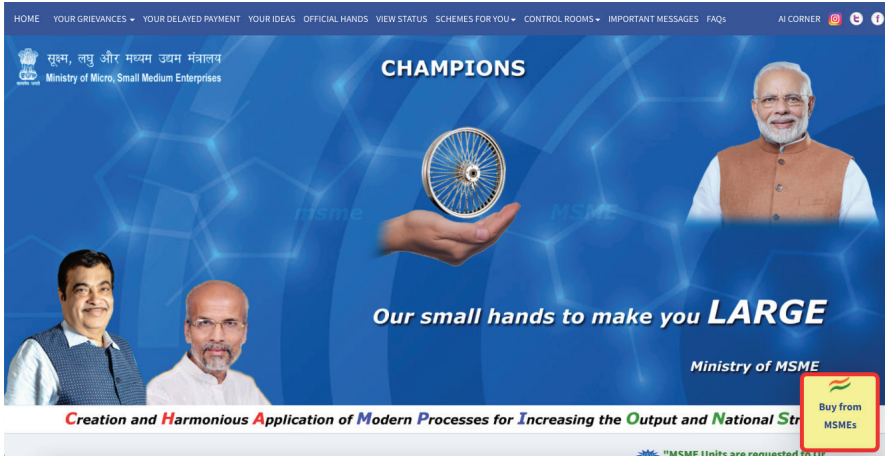 HOME YOUR GRIEVANCES YOUR DELAYED PAYMENT YOUR IDEAS OFFICIAL HANDS VIEW STATUS SCHEMES FOR YOU CONTROL ROOMS IMPORTANT MESSAGES FAQs AI CORNER
सूक्ष्म, लघु और मध्यम उद्यम मंत्रालय
Ministry of Micro, Small Medium Enterprises
CHAMPIONS
msme MSME
Our small hands to make you LARGE
Ministry of MSME
Creation and Harmonious Application of Modern Processes for Increasing the Output and National Str
Buy from
MSMEs
"MSME Units are requested to